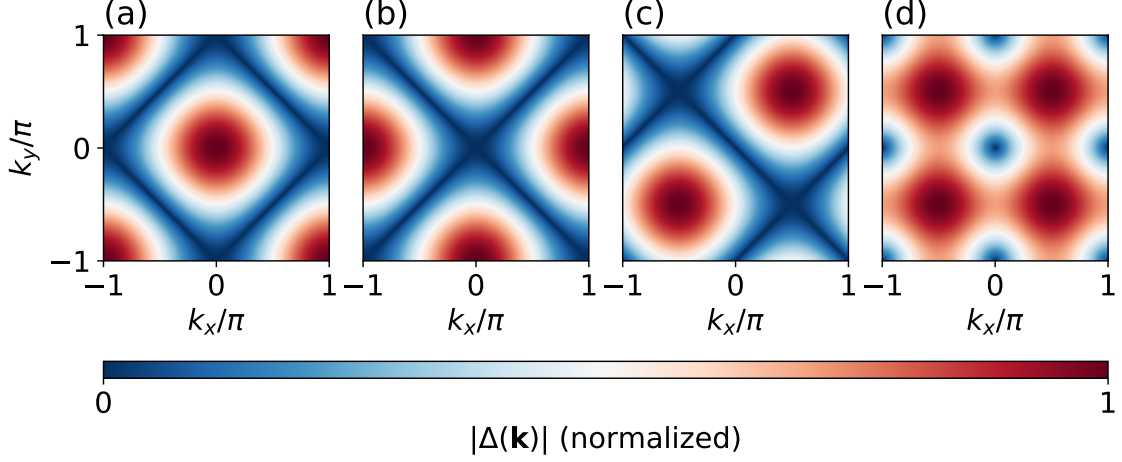 (a) (b) (c) (d)
1
0
−1
k_y/π
−1 0 1 −1 0 1 −1 0 1 −1 0 1
k_x/π k_x/π k_x/π k_x/π
0 1
|Δ(k)| (normalized)